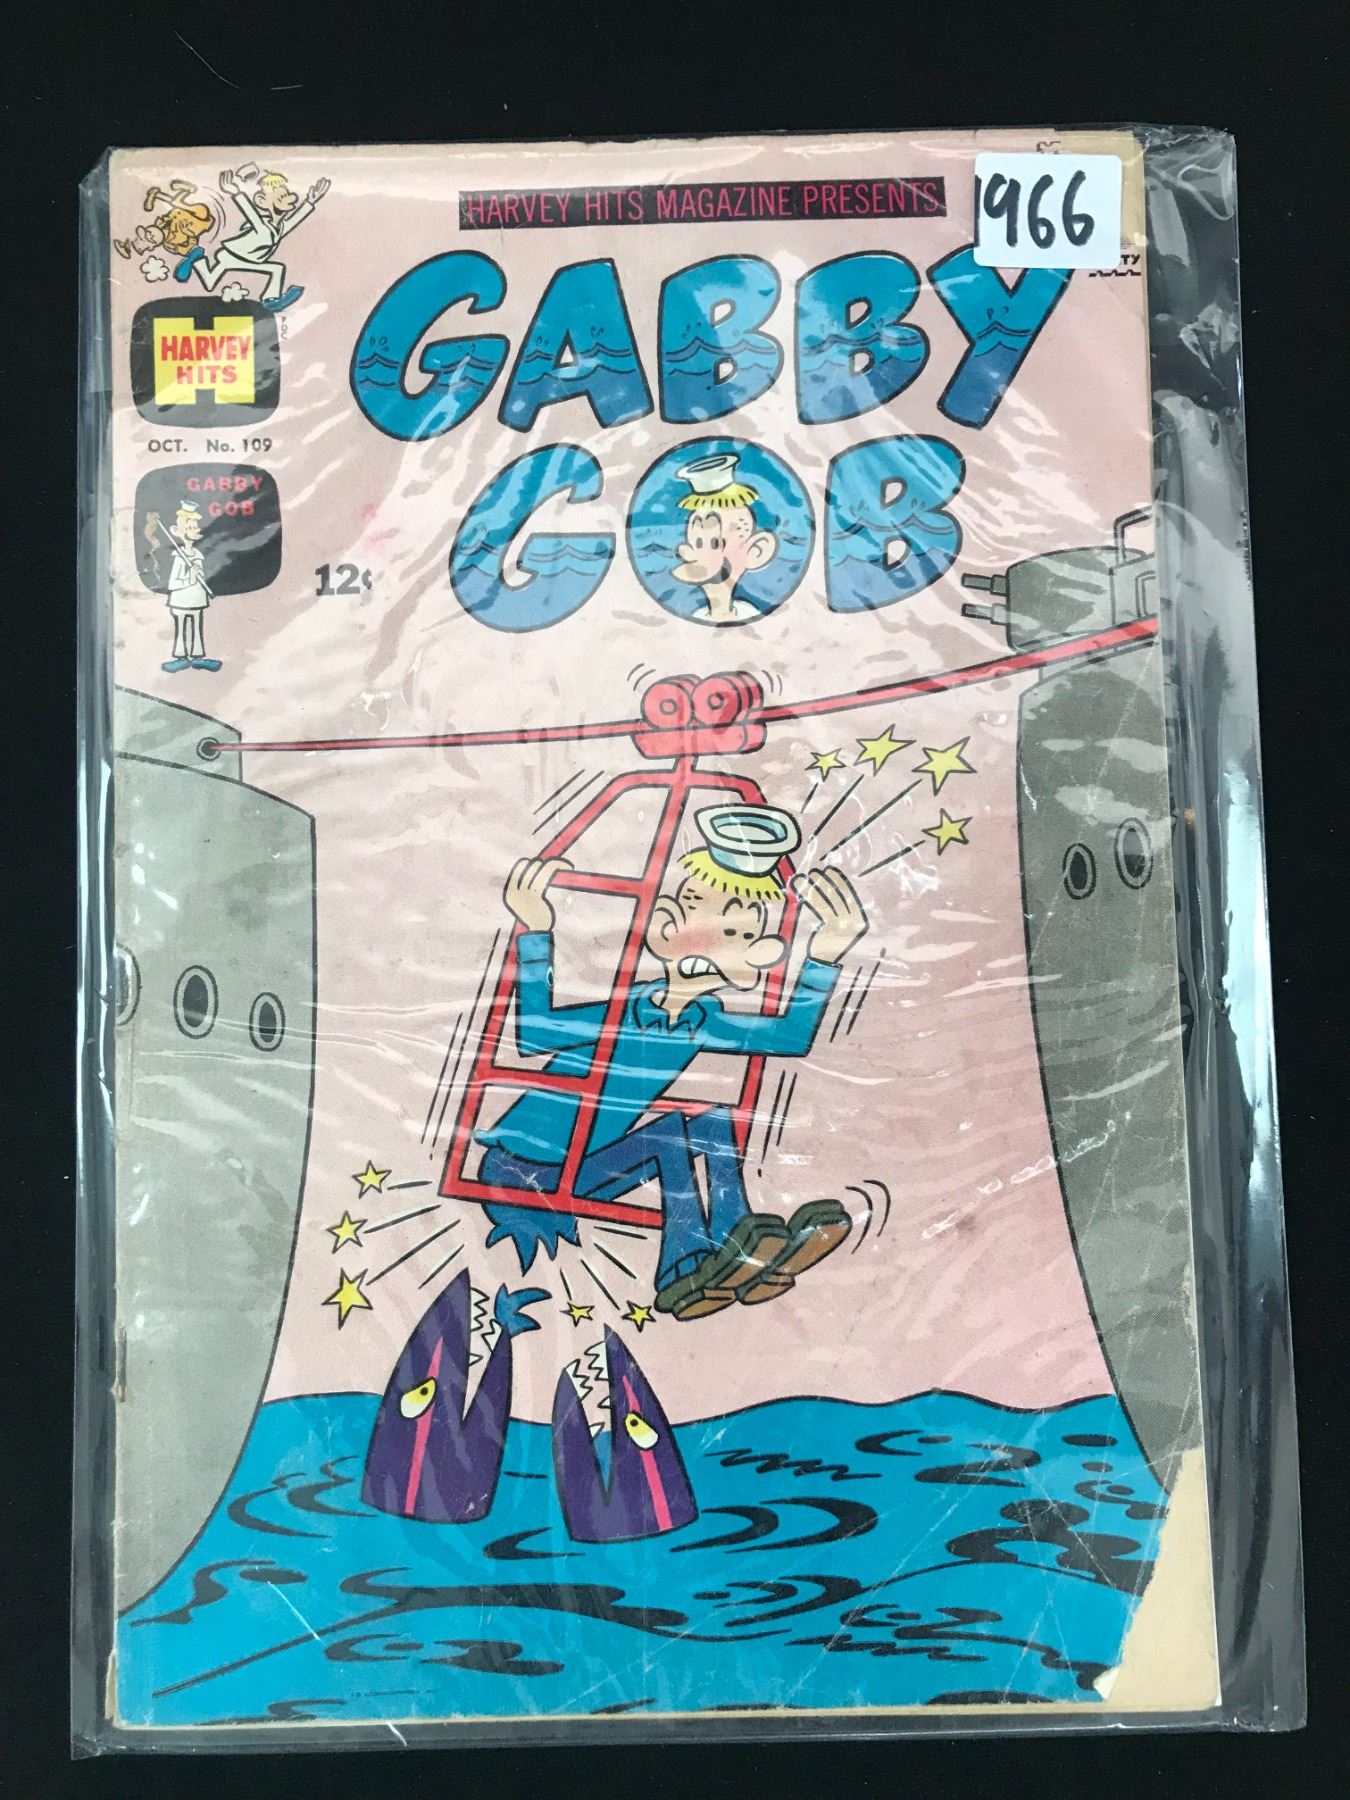 HARVEY HITS MAGAZINE PRESENTS
1966
GABBY
GOB
HARVEY
HITS
OCT. No. 109
GABBY
GOB
12¢